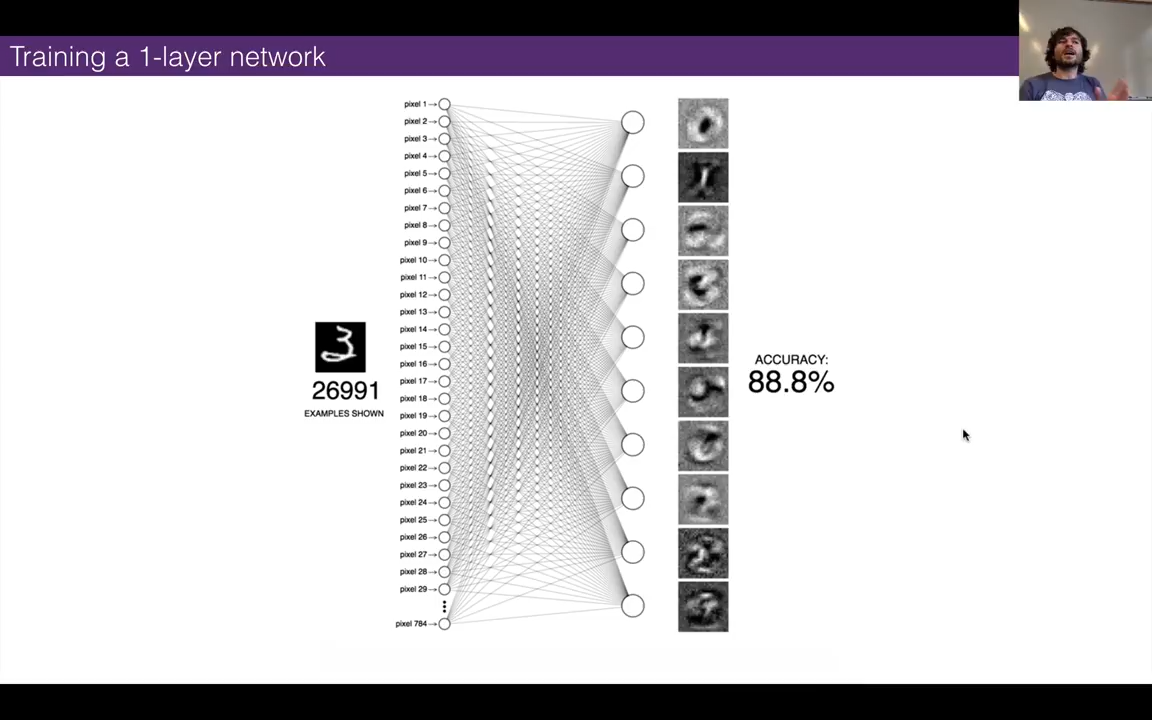 Training a 1-layer network
pixel 1→
pixel 2→
pixel 3→
pixel 4→
pixel 5→
pixel 6→
pixel 7→
pixel 8→
pixel 9→
pixel 10→
pixel 11→
pixel 12→
pixel 13→
pixel 14→
pixel 15→
pixel 16→
pixel 17→
pixel 18→
pixel 19→
pixel 20→
pixel 21→
pixel 22→
pixel 23→
pixel 24→
pixel 25→
pixel 26→
pixel 27→
pixel 28→
pixel 29→
pixel 784→
3
26991
EXAMPLES SHOWN
ACCURACY:
88.8%